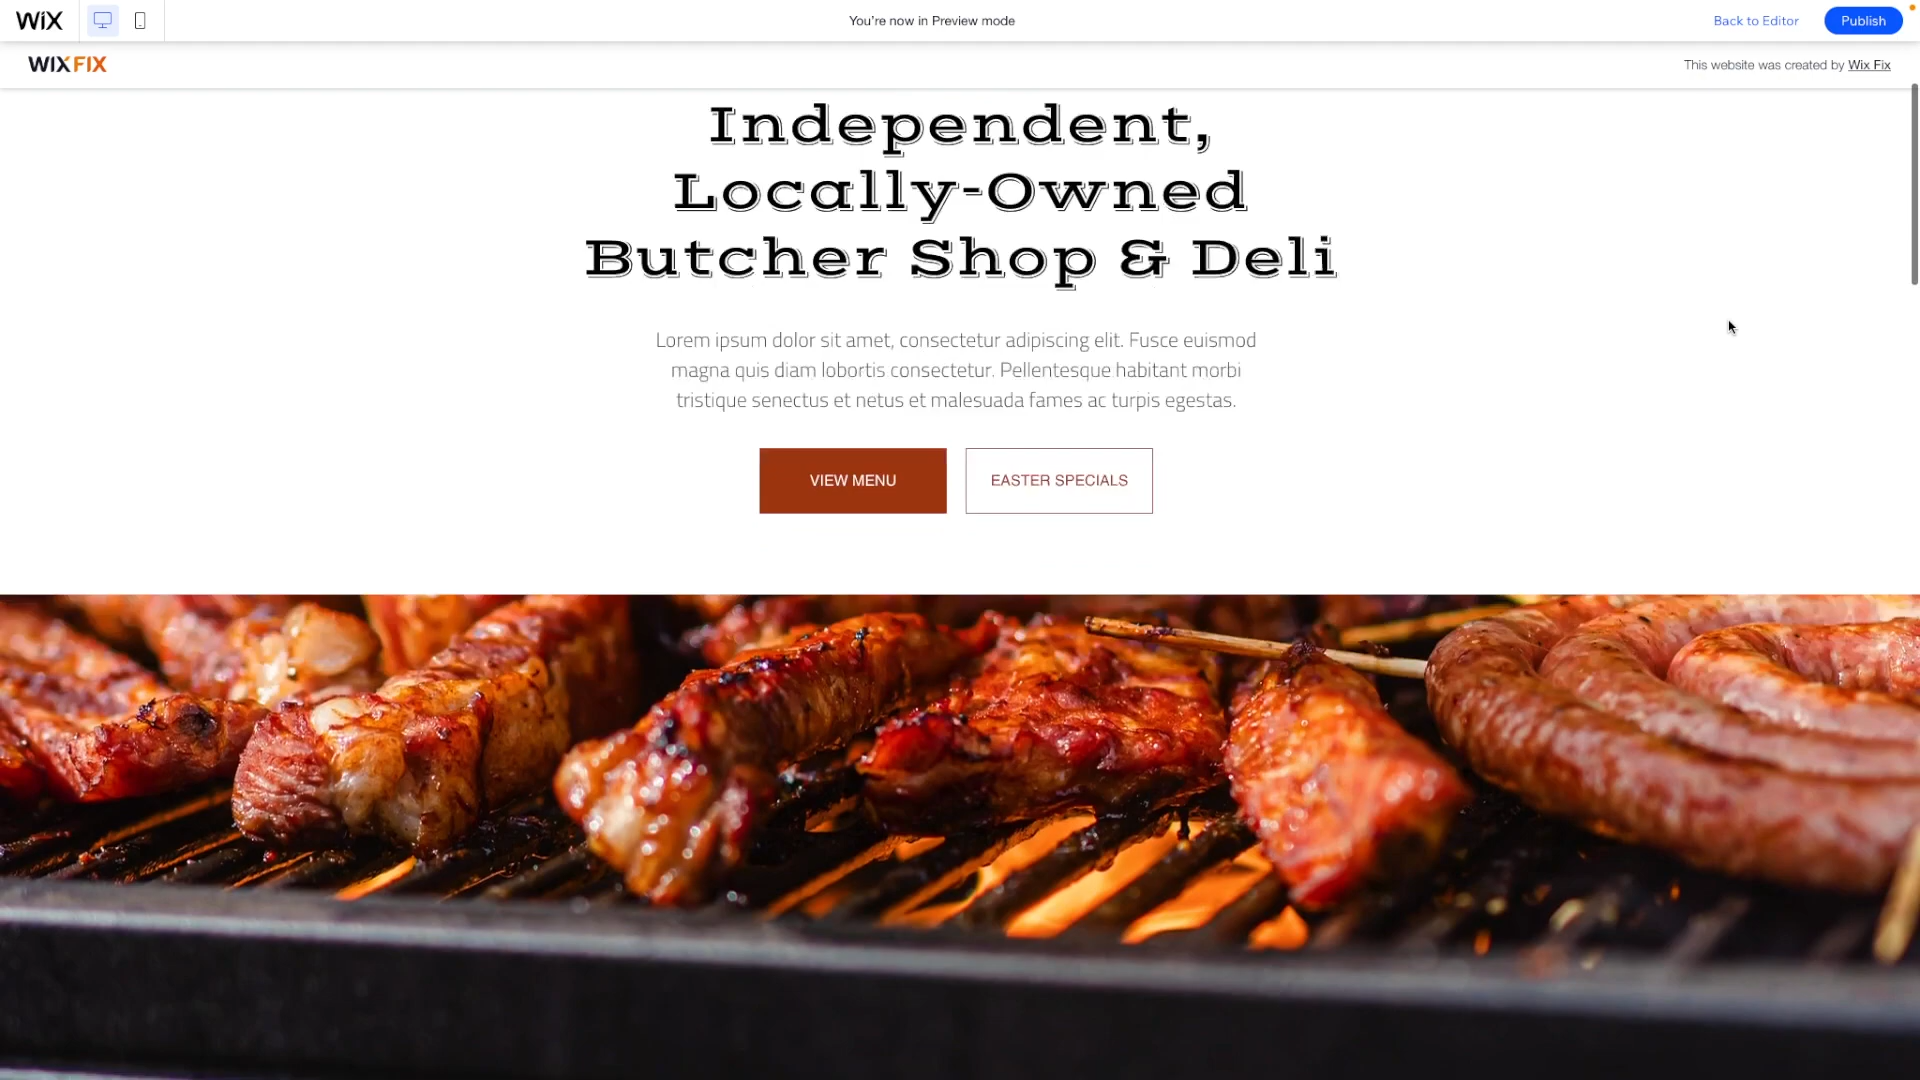 WiX
You're now in Preview mode
Back to Editor
Publish
WIXFIX
This website was created by Wix Fix
Independent,
Locally-Owned
Butcher Shop & Deli
Lorem ipsum dolor sit amet, consectetur adipiscing elit. Fusce euismod
magna quis diam lobortis consectetur. Pellentesque habitant morbi
tristique senectus et netus et malesuada fames ac turpis egestas.
VIEW MENU
EASTER SPECIALS